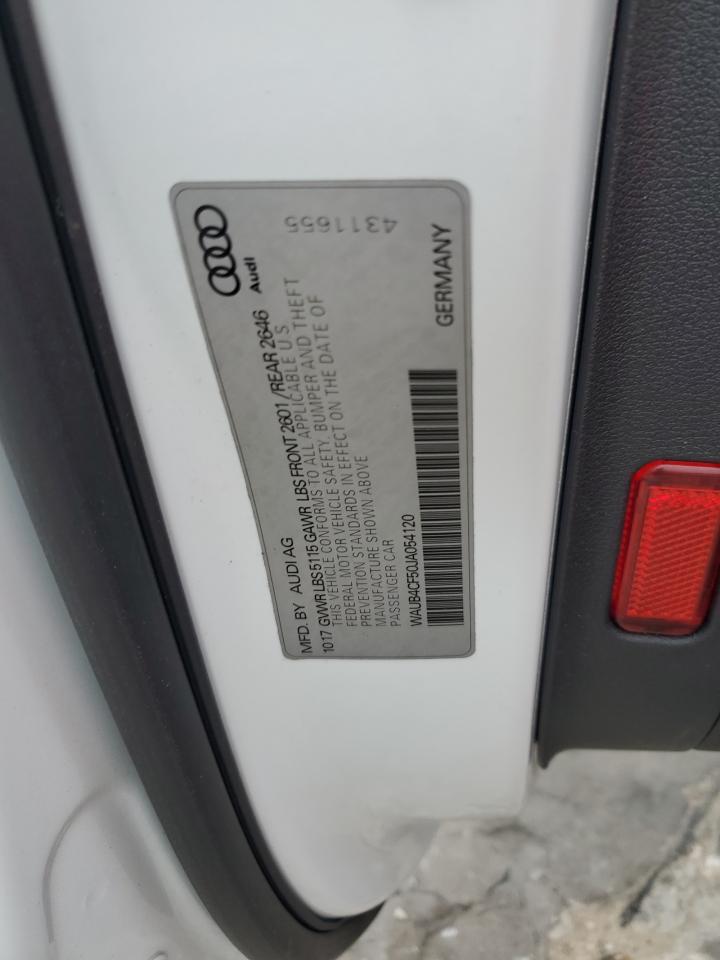 Audi
4311655
MFD. BY AUDI AG
1017 GVWR LBS 5115 GAWR LBS FRONT 2601 /REAR 2646
THIS VEHICLE CONFORMS TO ALL APPLICABLE U.S.
FEDERAL MOTOR VEHICLE SAFETY, BUMPER AND THEFT
PREVENTION STANDARDS IN EFFECT ON THE DATE OF
MANUFACTURE SHOWN ABOVE
PASSENGER CAR
GERMANY
WAUB4CF50JA054120